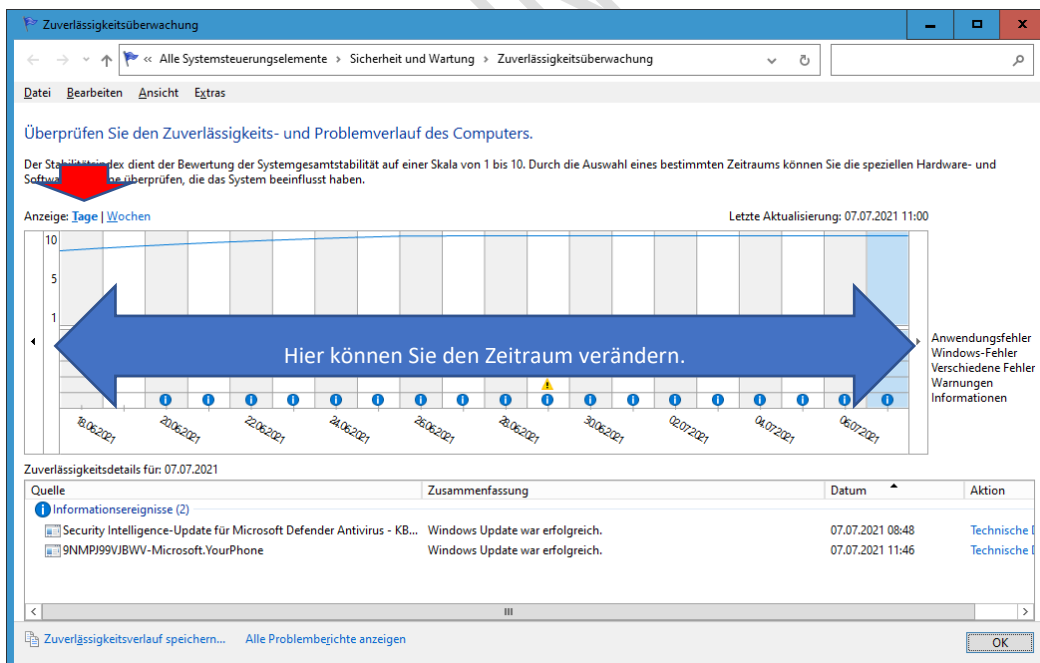 Zuverlässigkeitsüberwachung
« Alle Systemsteuerungselemente > Sicherheit und Wartung > Zuverlässigkeitsüberwachung
Datei Bearbeiten Ansicht Extras
Überprüfen Sie den Zuverlässigkeits- und Problemverlauf des Computers.
Der Stabilitätsindex dient der Bewertung der Systemgesamtstabilität auf einer Skala von 1 bis 10. Durch die Auswahl eines bestimmten Zeitraums können Sie die speziellen Hardware- und
überprüfen, die das System beeinflusst haben.
Anzeige: Tage | Wochen Letzte Aktualisierung: 07.07.2021 11:00
10
5
1
Hier können Sie den Zeitraum verändern.
Anwendungsfehler
Windows-Fehler
Verschiedene Fehler
Warnungen
Informationen
18.06.2021 20.06.2021 22.06.2021 24.06.2021 26.06.2021 28.06.2021 30.06.2021 02.07.2021 04.07.2021 06.07.2021
Zuverlässigkeitsdetails für: 07.07.2021
Quelle Zusammenfassung Datum Aktion
Informationsereignisse (2)
Security Intelligence-Update für Microsoft Defender Antivirus - KB... Windows Update war erfolgreich. 07.07.2021 08:48 Technische
9NMPJ99VJBWV-Microsoft.YourPhone Windows Update war erfolgreich. 07.07.2021 11:46 Technische
Zuverlässigkeitsverlauf speichern... Alle Problemberichte anzeigen OK